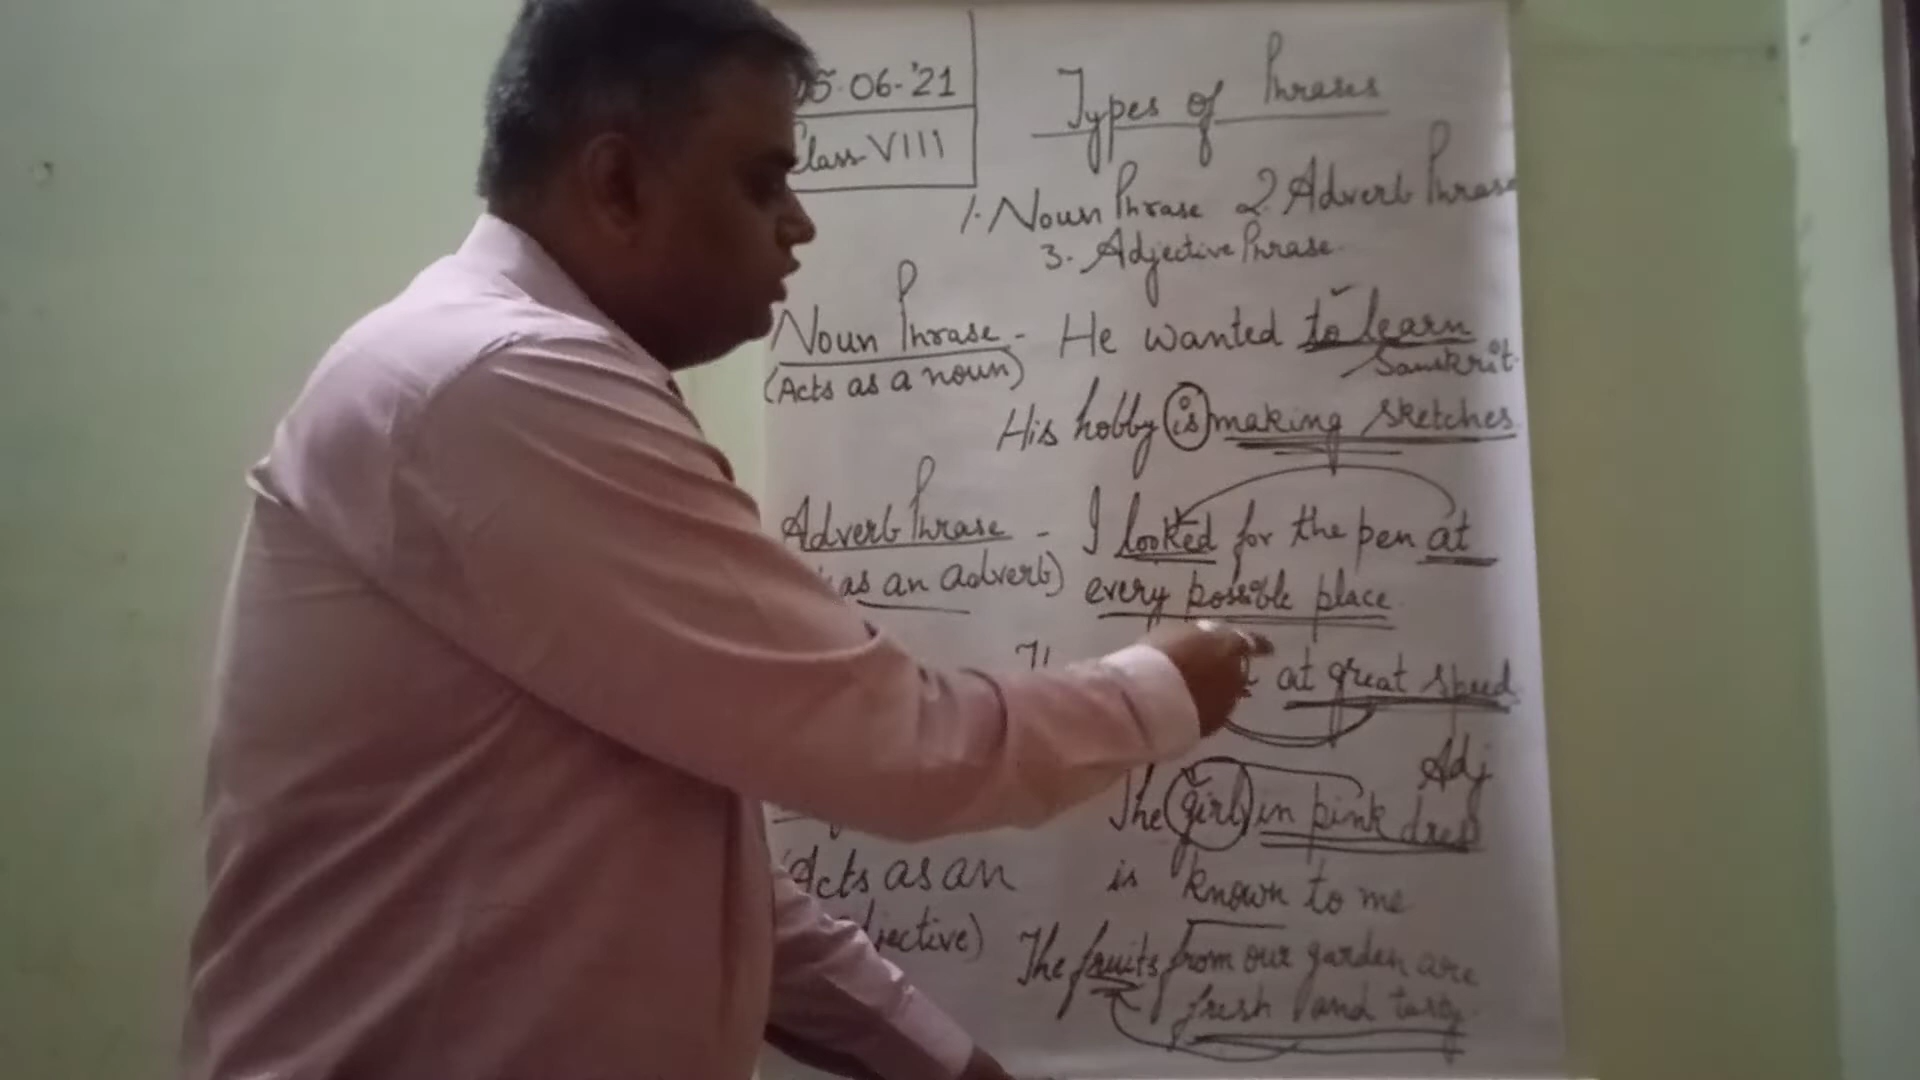 05-06-'21
Class-VIII
Types of Phrases
1. Noun Phrase 2. Adverb Phrase
3. Adjective Phrase
Noun Phrase - He wanted to learn
Sanskrit.
(Acts as a noun)
His hobby is making sketches
Adverb Phrase - I looked for the pen at
as an adverb) every possible place.
at great speed
Adj
The girl in pink dress
Acts as an is known to me
The fruits from our garden are
fresh and tasty